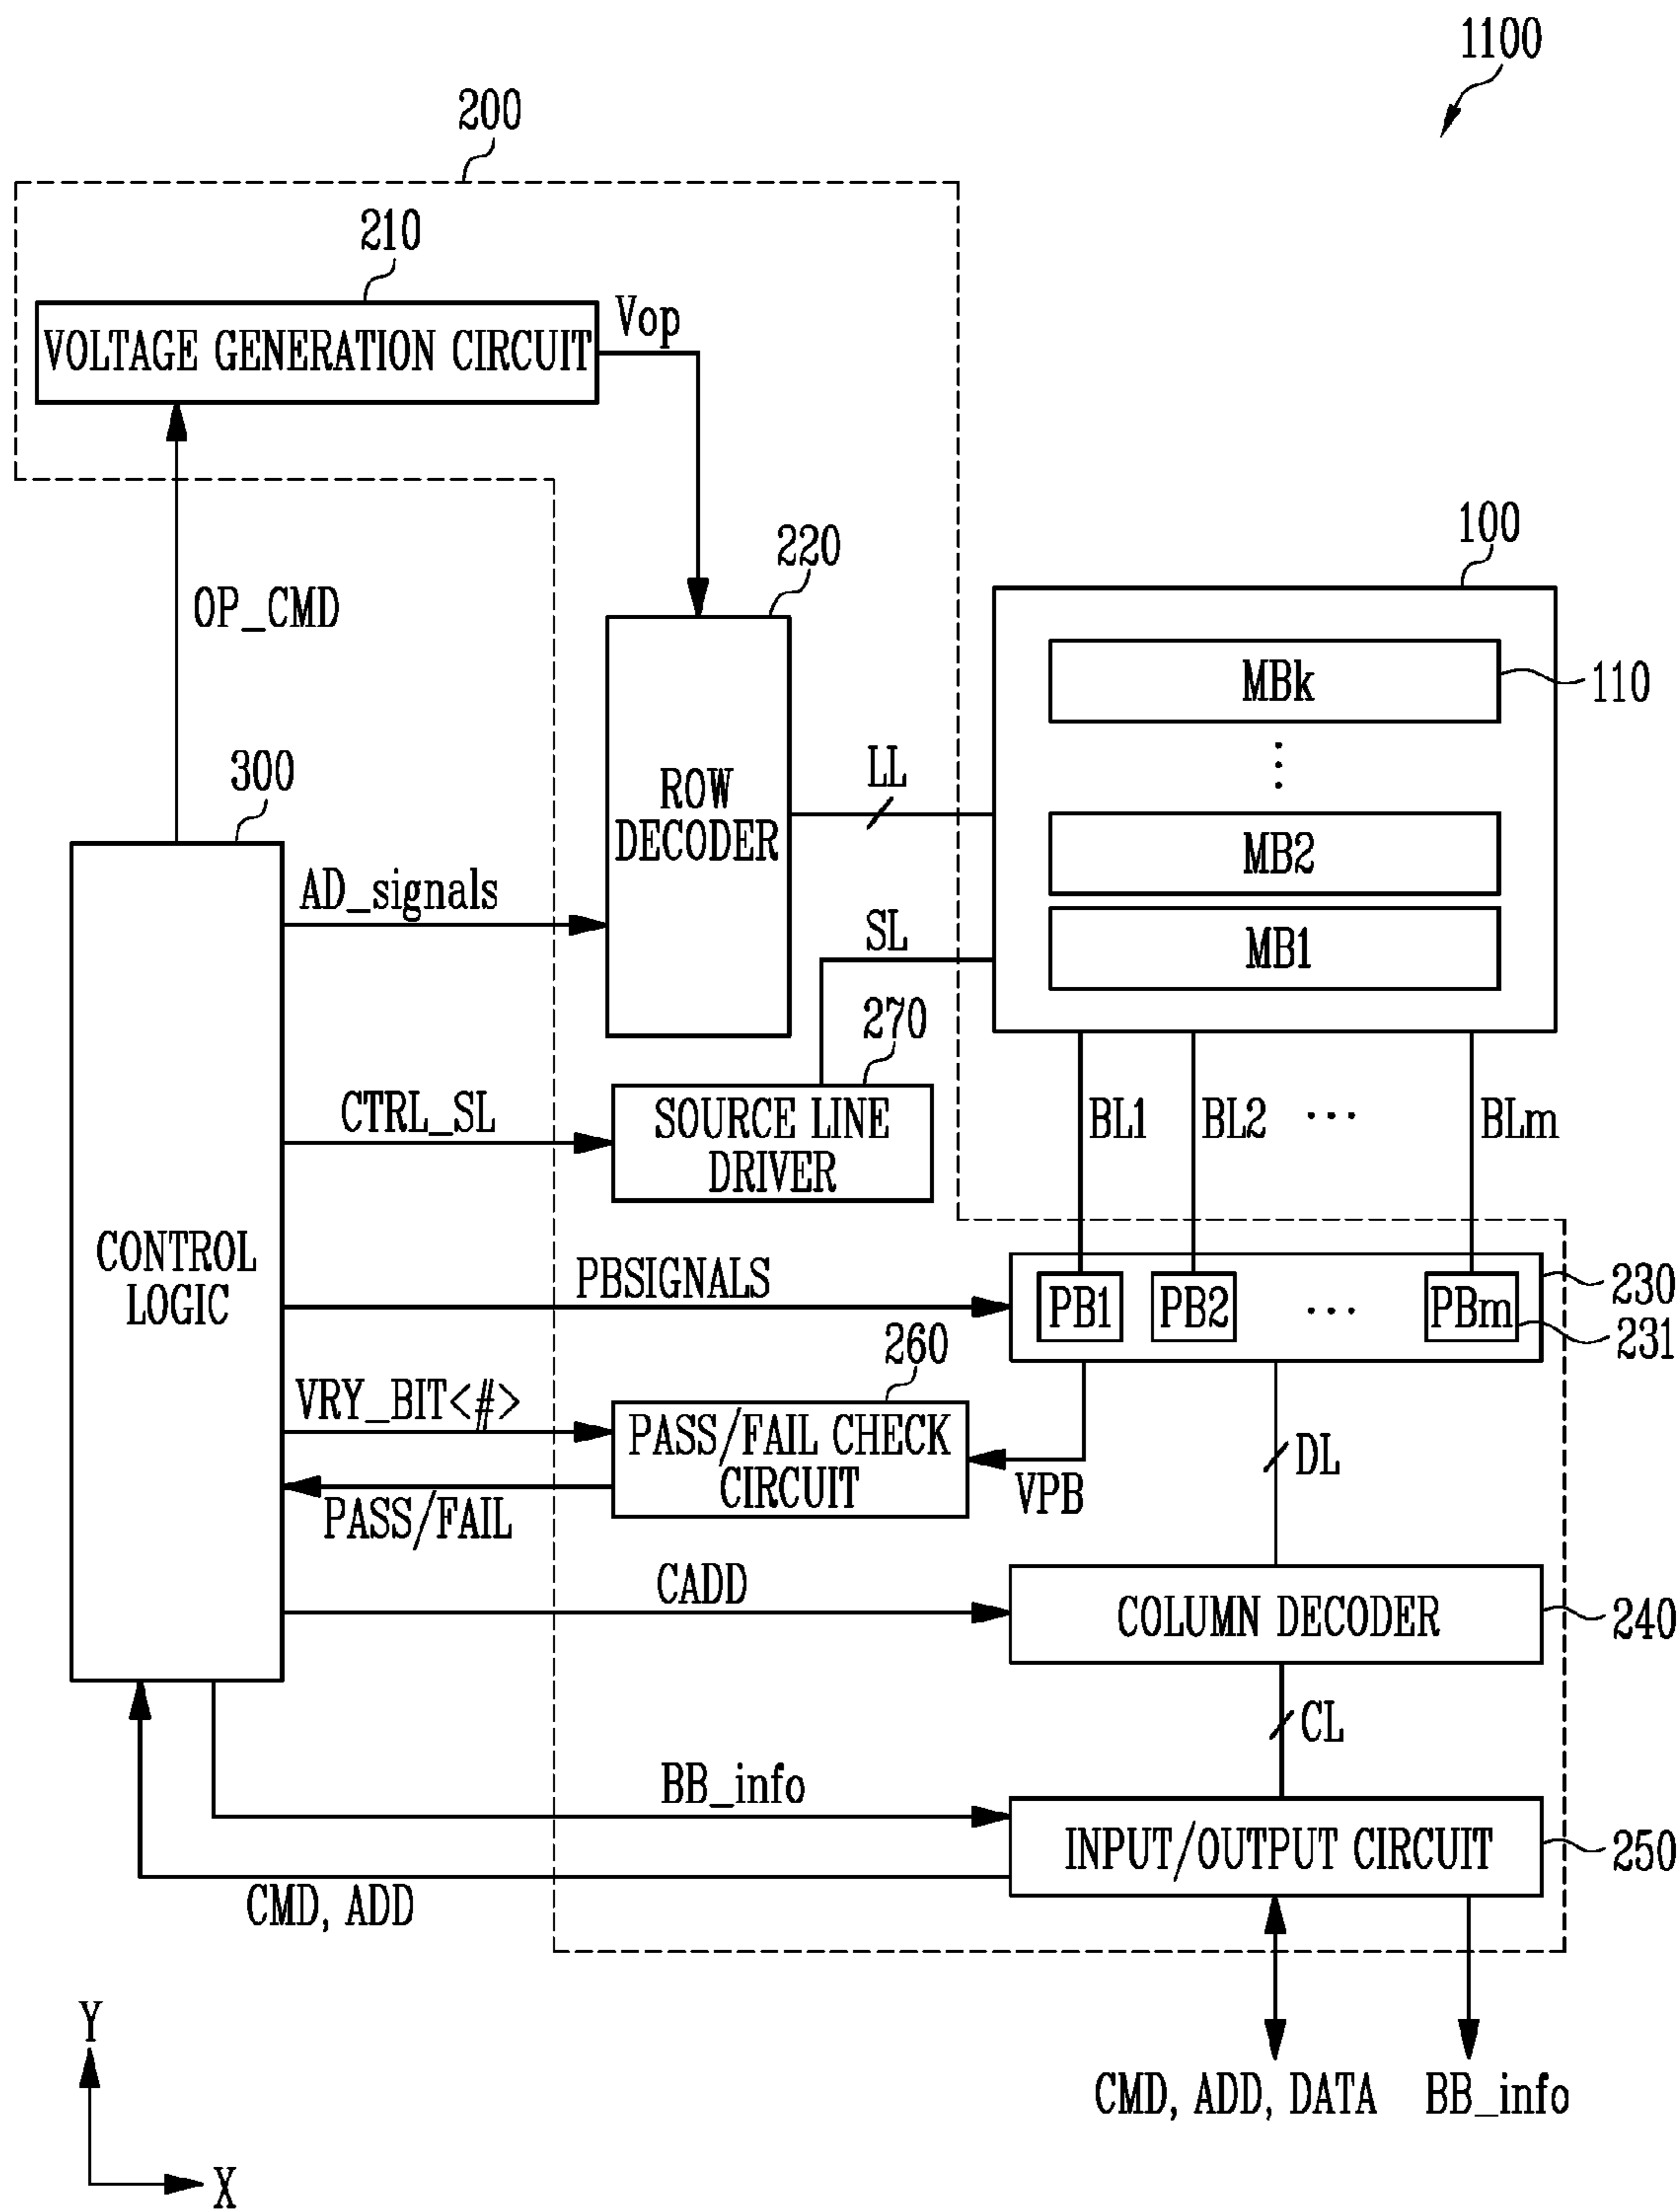 1100
200
210
VOLTAGE GENERATION CIRCUIT
Vop
OP_CMD
220
ROW
DECODER
100
MBk
110
⋮
MB2
MB1
LL
SL
300
CONTROL
LOGIC
AD_signals
270
CTRL_SL
SOURCE LINE
DRIVER
BL1
BL2
...
BLm
PBSIGNALS
PB1
PB2
...
PBm
230
231
260
VRY_BIT<#>
PASS/FAIL CHECK
CIRCUIT
PASS/FAIL
VPB
DL
CADD
COLUMN DECODER
240
CL
BB_info
INPUT/OUTPUT CIRCUIT
250
CMD, ADD
CMD, ADD, DATA
BB_info
Y
X